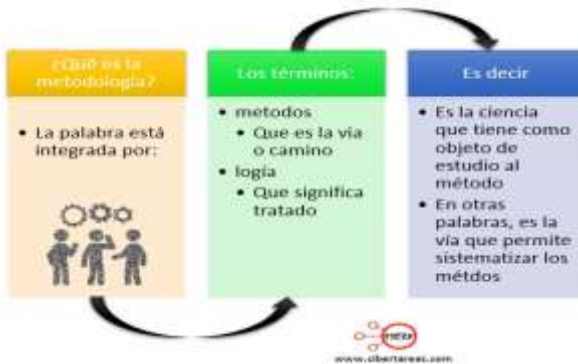 ¿Qué es la
metodología?
• La palabra está
integrada por:
Los términos:
• metodos
• Que es la vía
o camino
• logía
• Que significa
tratado
Es decir
• Es la ciencia
que tiene como
objeto de
estudio al
método
• En otras
palabras, es la
vía que permite
sistematizar los
métdos
www.cibertareas.com